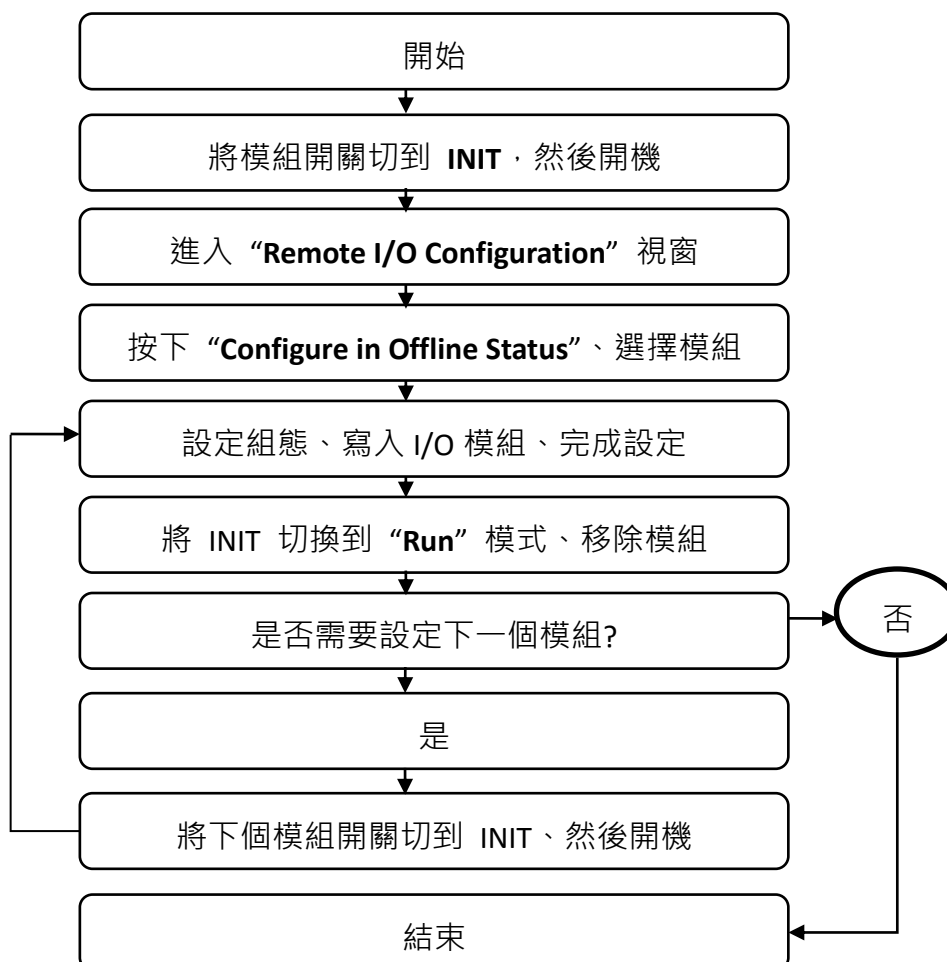 開始
將模組開關切到 INIT，然後開機
進入 “Remote I/O Configuration” 視窗
按下 “Configure in Offline Status”、選擇模組
設定組態、寫入 I/O 模組、完成設定
將 INIT 切換到 “Run” 模式、移除模組
是否需要設定下一個模組?
否
是
將下個模組開關切到 INIT、然後開機
結束